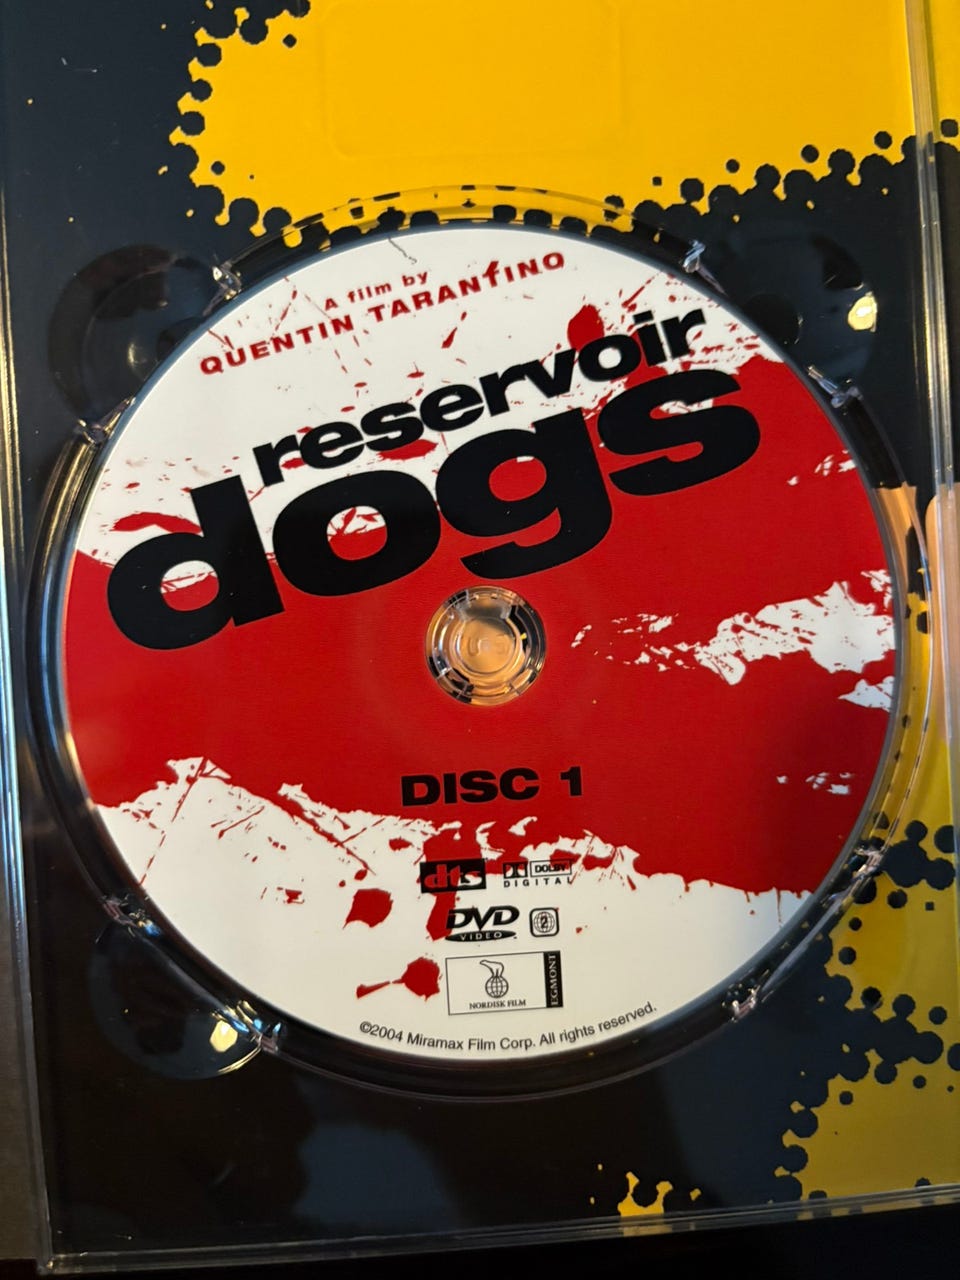 A film by
QUENTIN TARANTINO
reservoir
dogs
DISC 1
dts
DOLBY
DIGITAL
DVD
VIDEO
2
NORDISK FILM
EGMONT
©2004 Miramax Film Corp. All rights reserved.